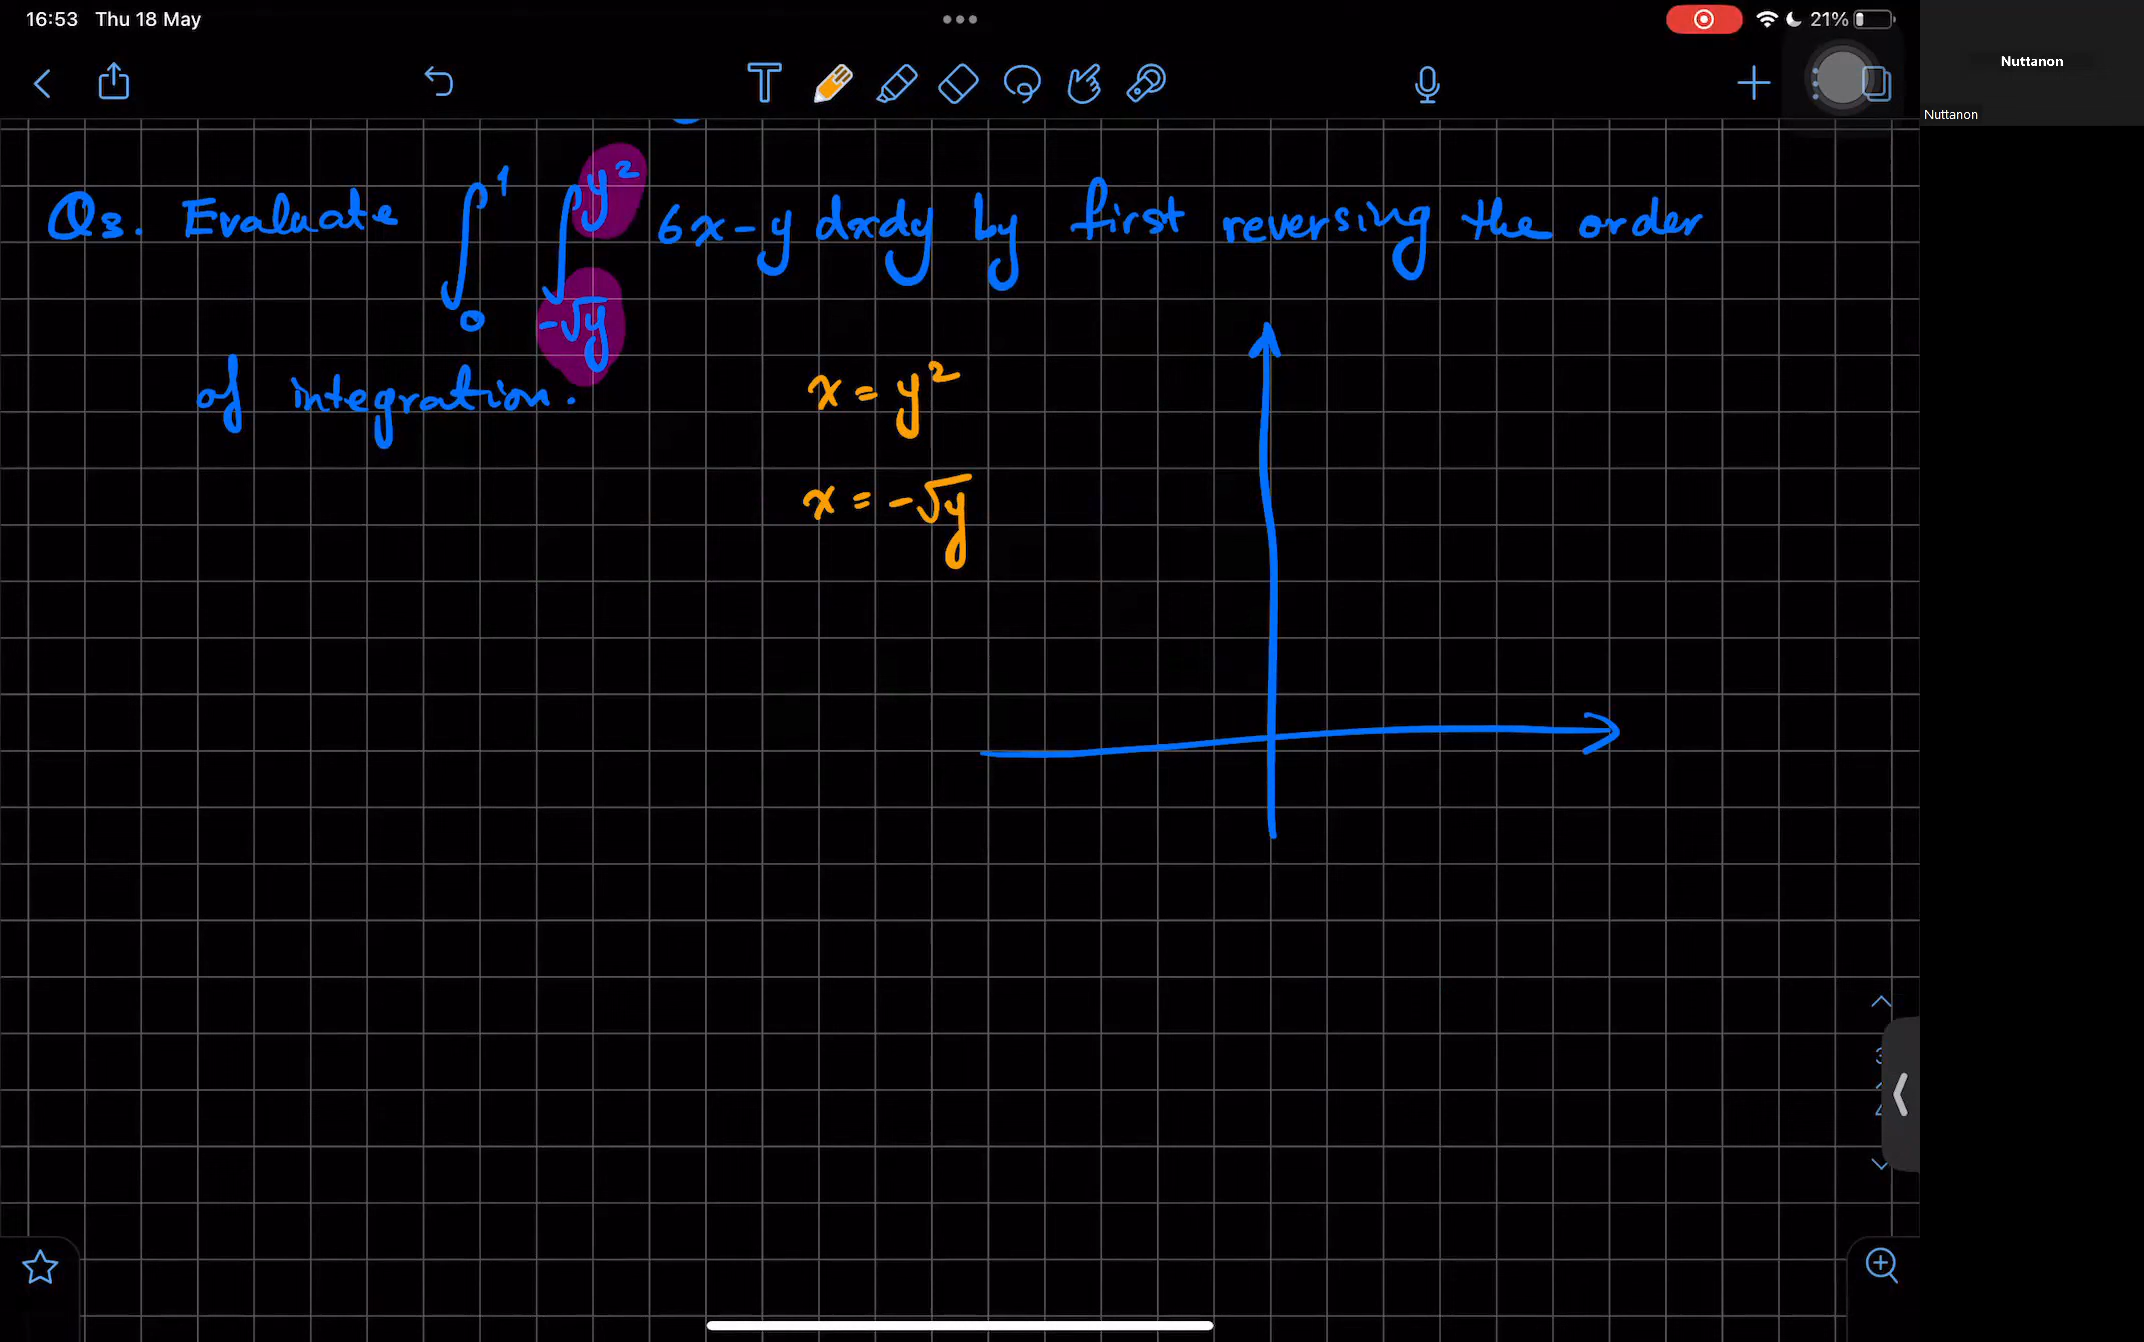 16:53 Thu 18 May
21%
Nuttanon
Nuttanon
T
Q3. Evaluate ∫₀¹ ∫_{-√y}^{y²} 6x-y dxdy by first reversing the order
of integration.
x = y²
x = -√y